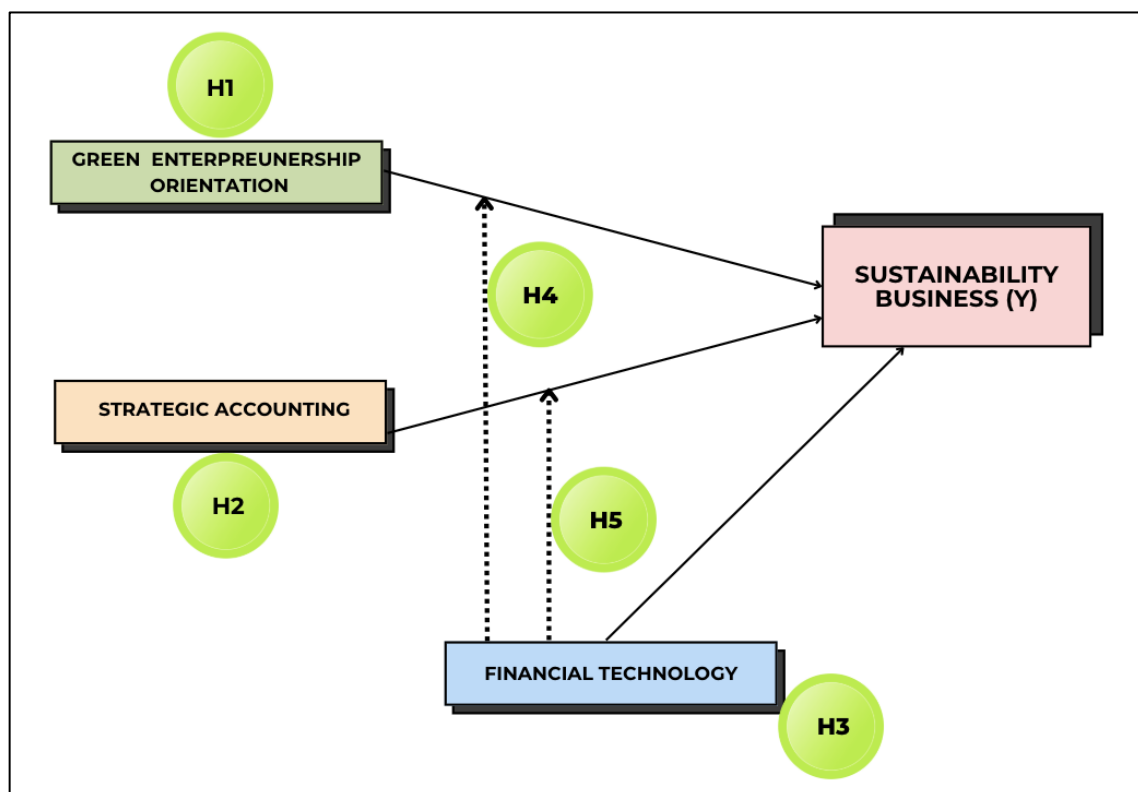 H1
GREEN ENTERPREUNERSHIP
ORIENTATION
SUSTAINABILITY
BUSINESS (Y)
H4
STRATEGIC ACCOUNTING
H2
H5
FINANCIAL TECHNOLOGY
H3